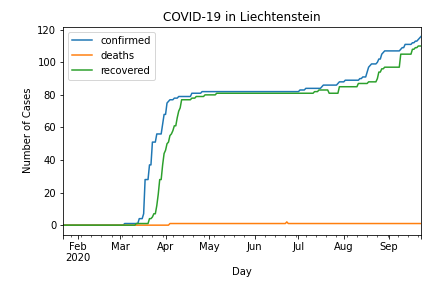 COVID-19 in Liechtenstein
confirmed
deaths
recovered
Number of Cases
120
100
80
60
40
20
0
Feb Mar Apr May Jun Jul Aug Sep
2020
Day